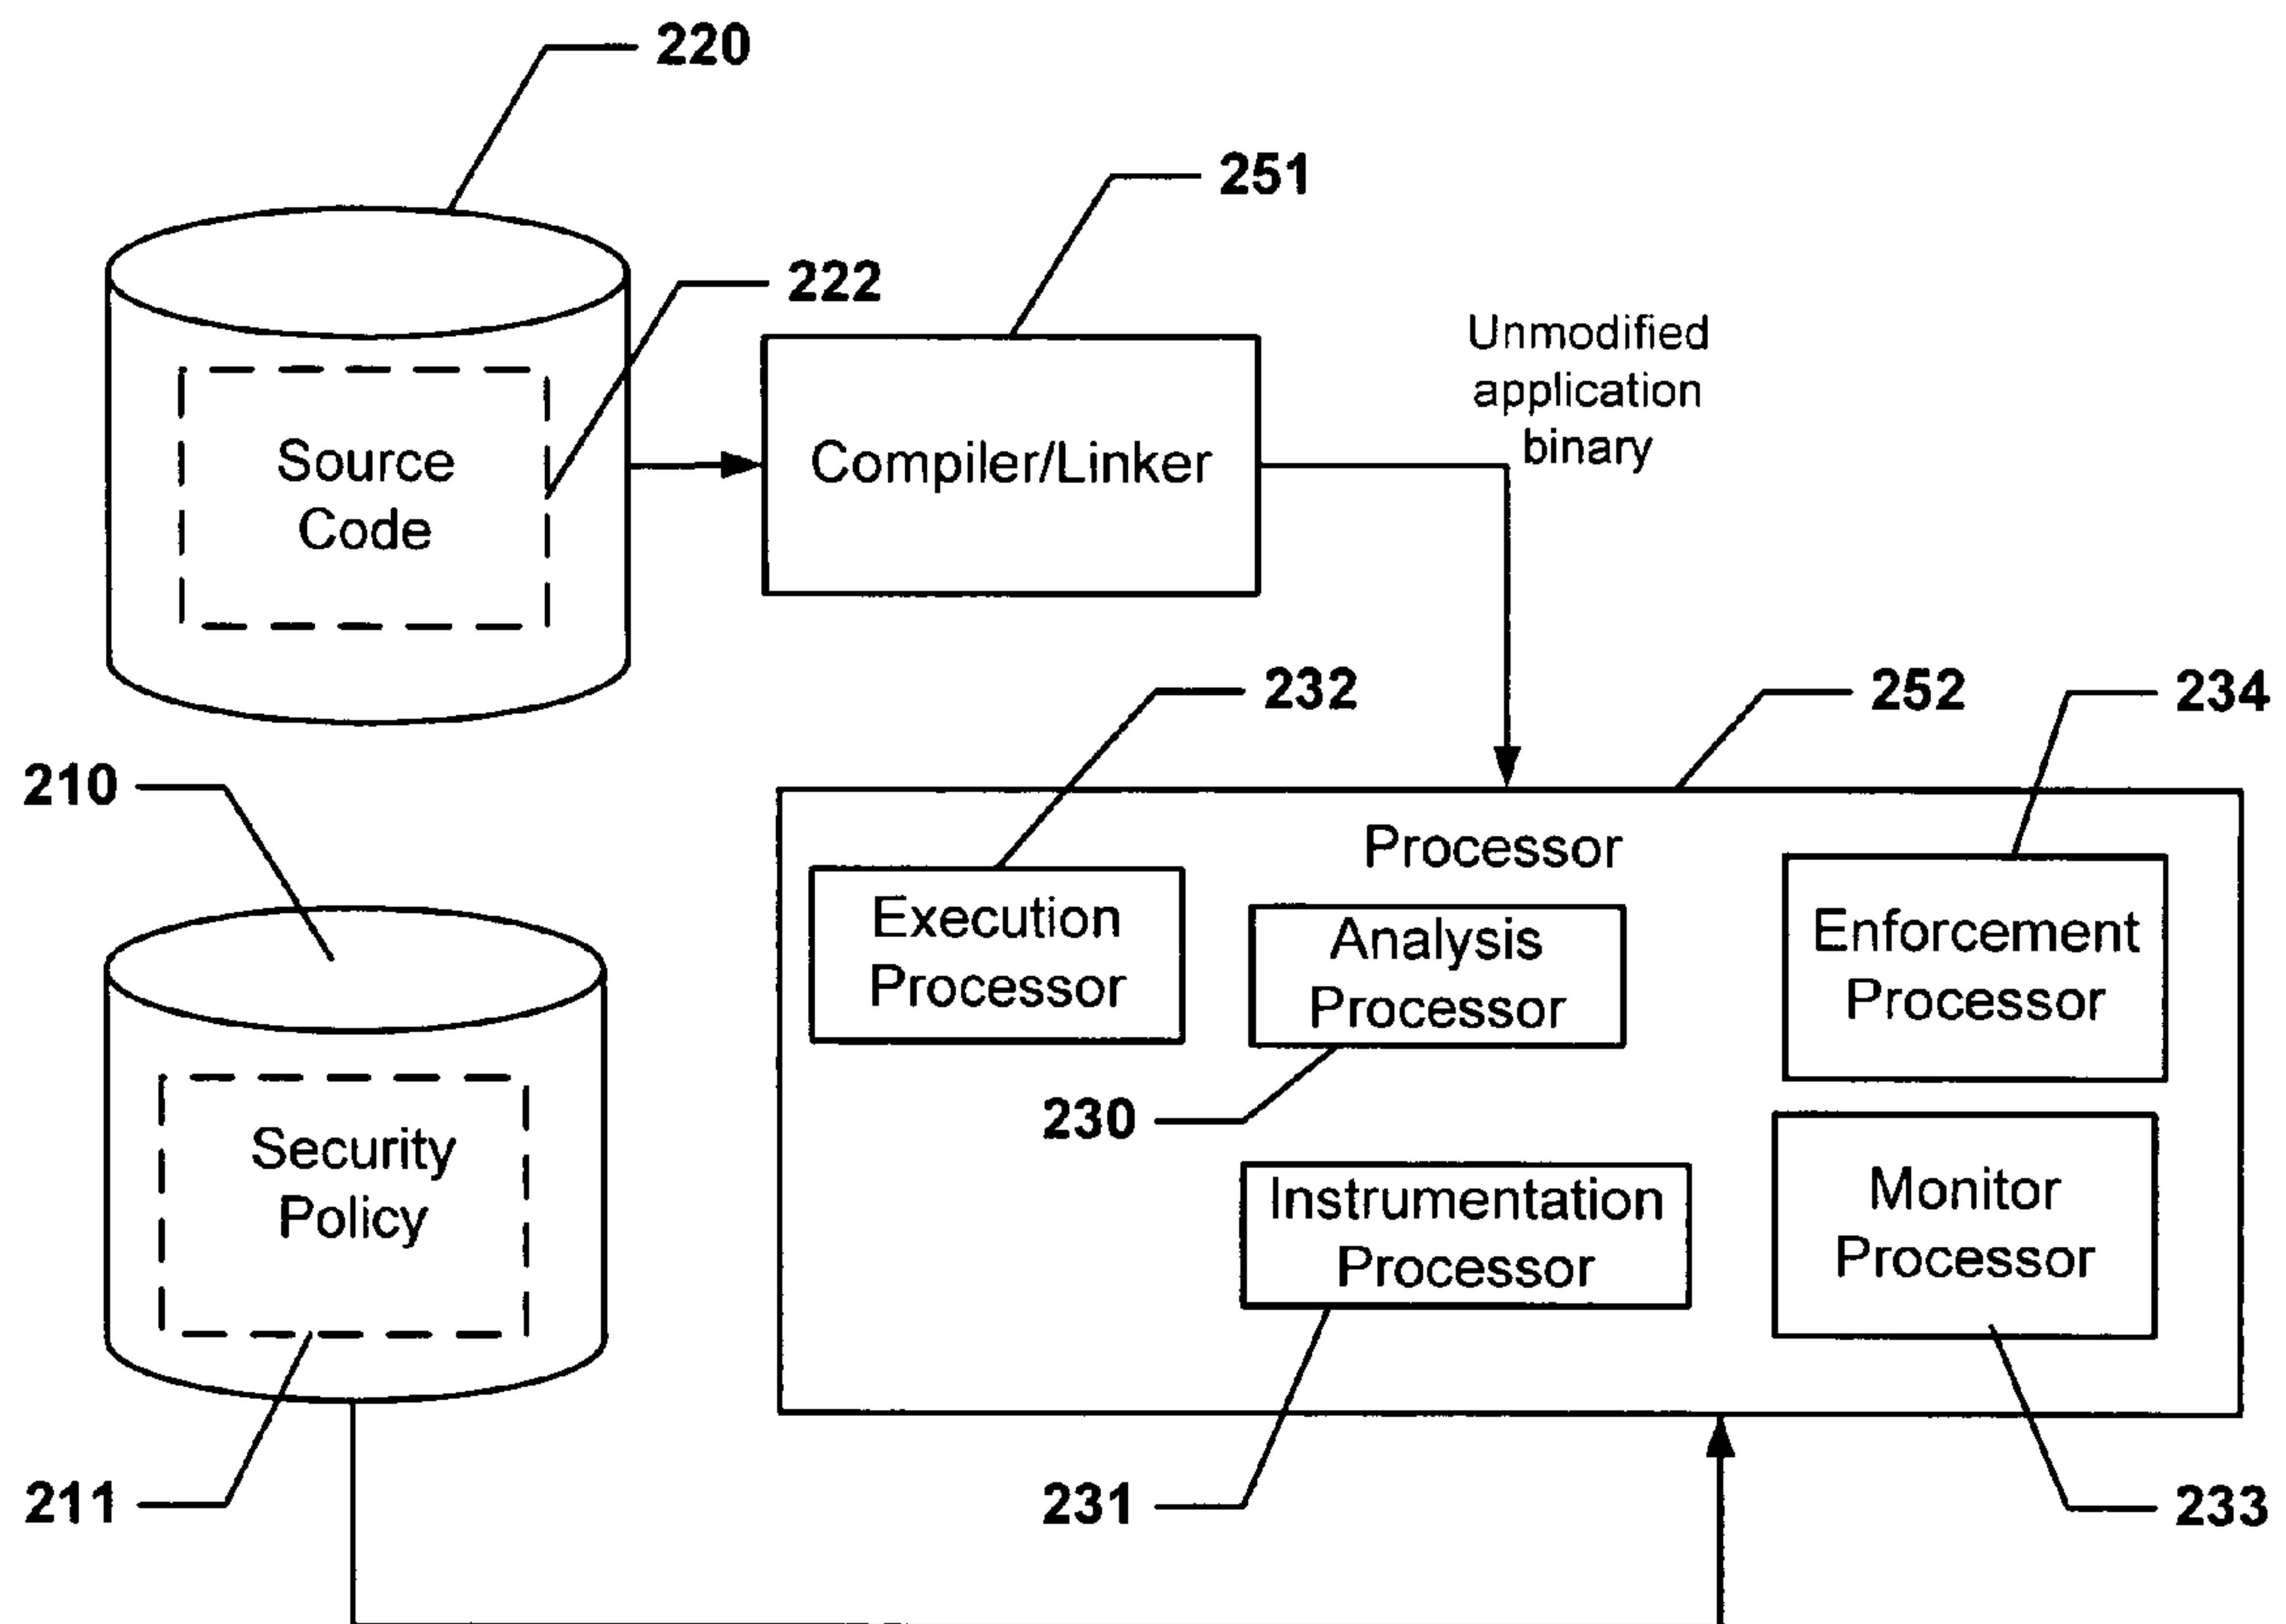 220
251
222
Unmodified
application
binary
Source
Code
Compiler/Linker
232
252
234
210
Processor
Execution
Processor
Analysis
Processor
Enforcement
Processor
230
Security
Policy
Instrumentation
Processor
Monitor
Processor
211
231
233